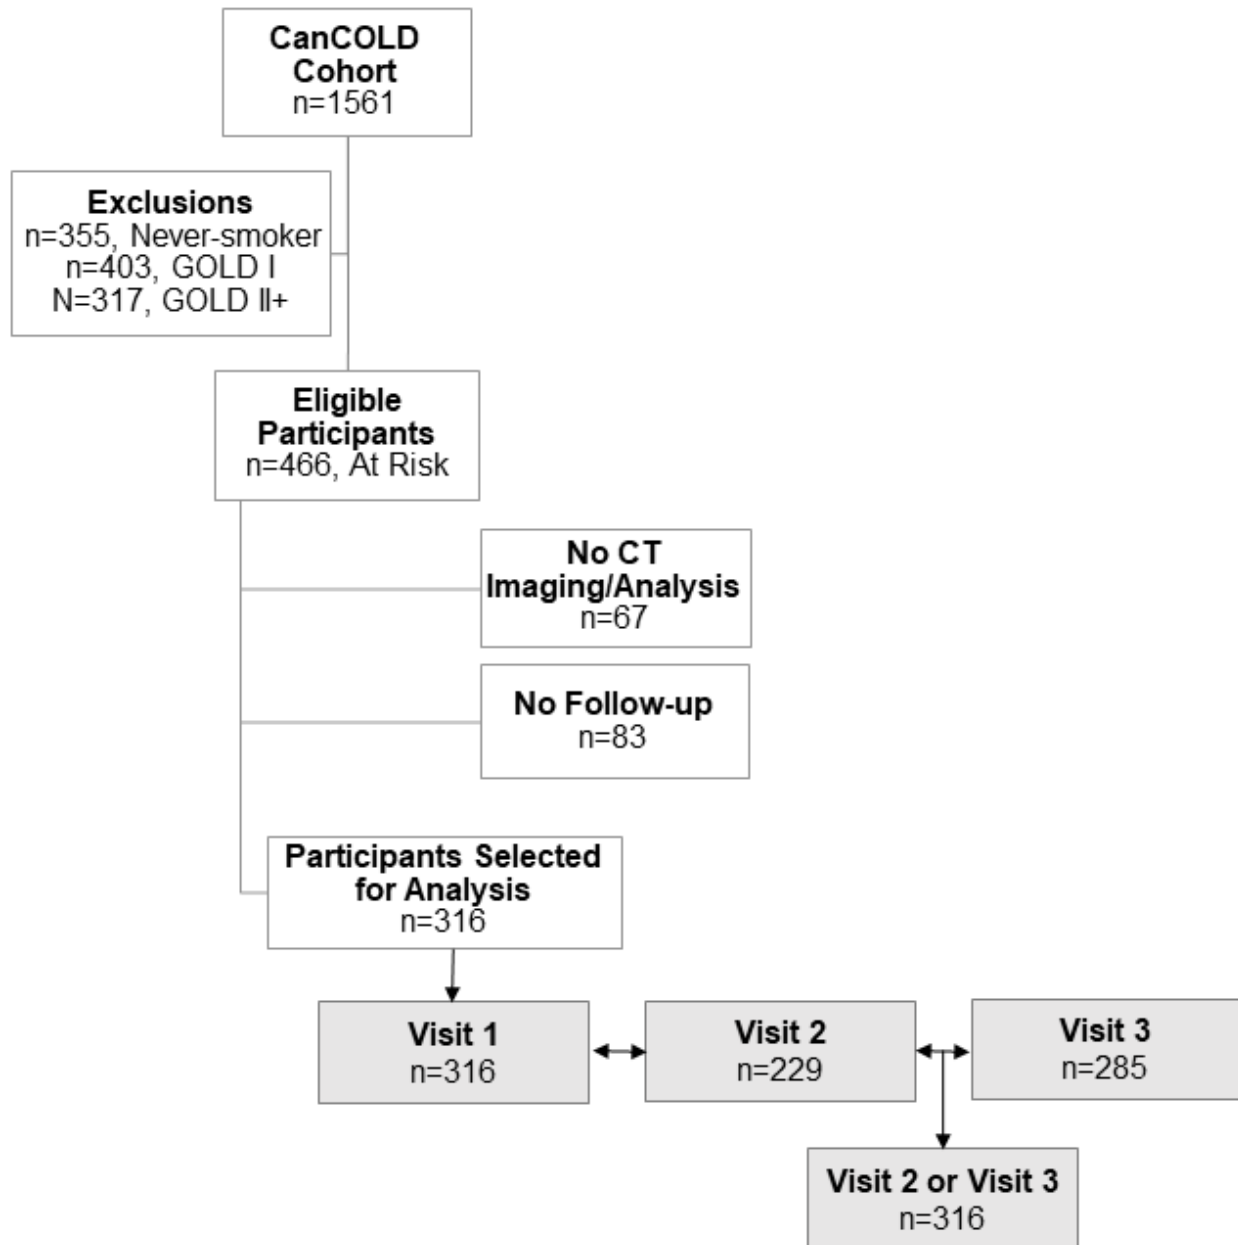 CanCOLD
Cohort
n=1561
Exclusions
n=355, Never-smoker
n=403, GOLD I
N=317, GOLD II+
Eligible
Participants
n=466, At Risk
No CT
Imaging/Analysis
n=67
No Follow-up
n=83
Participants Selected
for Analysis
n=316
Visit 1
n=316
Visit 2
n=229
Visit 3
n=285
Visit 2 or Visit 3
n=316